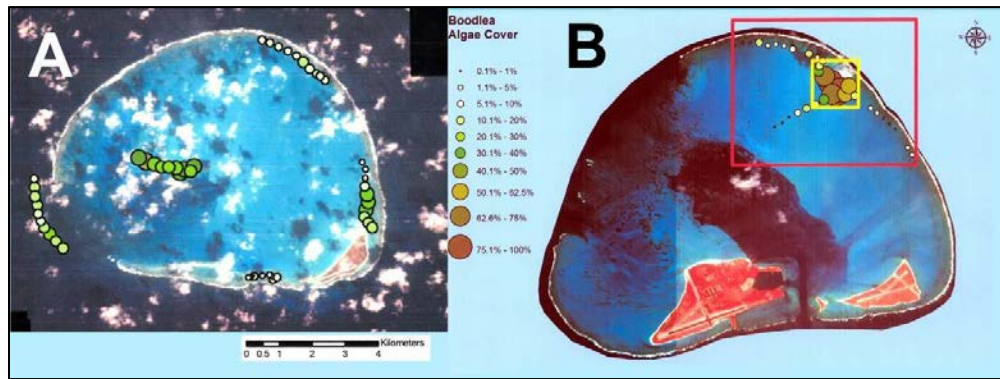 A
Kilometers
0 0.5 1 2 3 4
Boodlea
Algae Cover
0.1% - 1%
1.1% - 5%
5.1% - 10%
10.1% - 20%
20.1% - 30%
30.1% - 40%
40.1% - 50%
50.1% - 62.5%
62.6% - 75%
75.1% - 100%
B